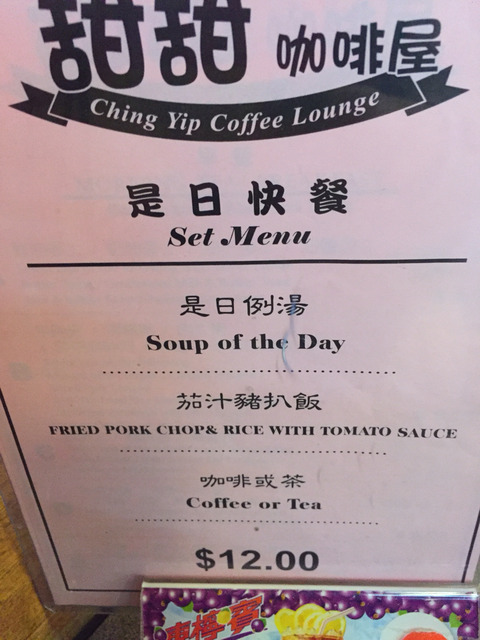 甜甜 咖啡屋
Ching Yip Coffee Lounge
是日快餐
Set Menu
是日例湯
Soup of the Day
茄汁豬扒飯
FRIED PORK CHOP& RICE WITH TOMATO SAUCE
咖啡或茶
Coffee or Tea
$12.00